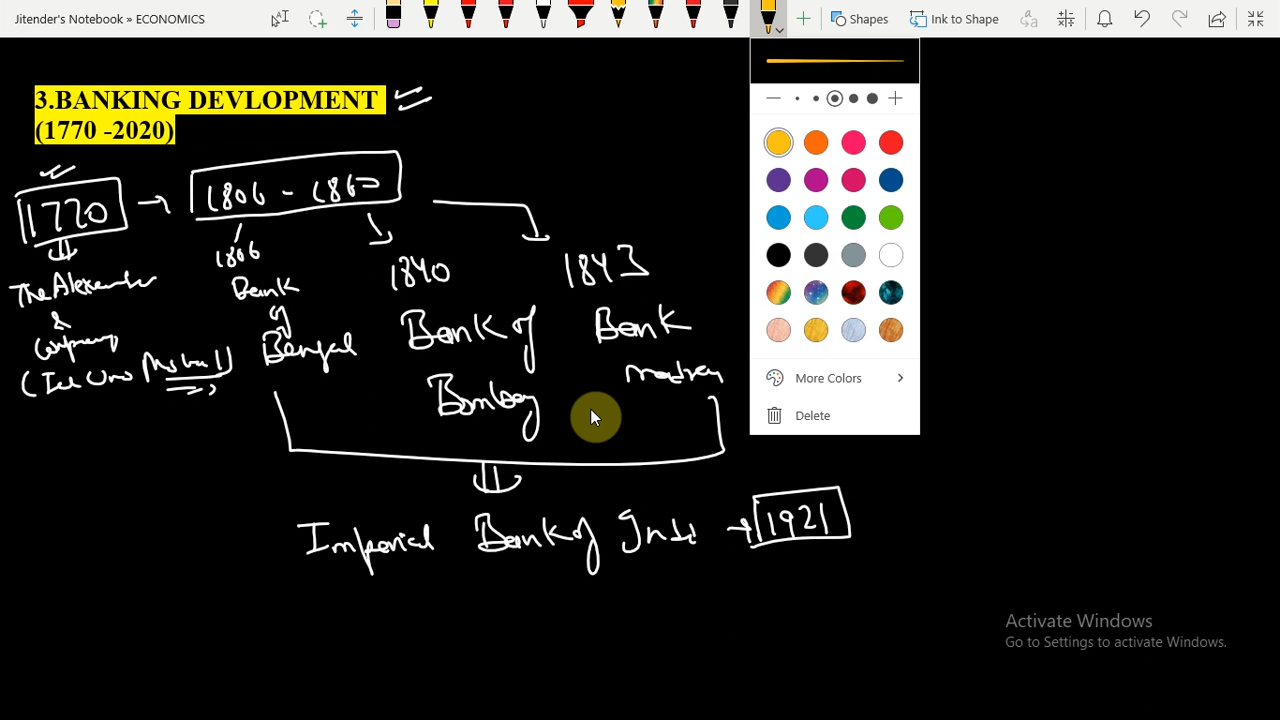 Jitender's Notebook » ECONOMICS
Shapes
Ink to Shape
3.BANKING DEVLOPMENT
(1770 -2020)
1770
1806 - 1860
1806
Bank
of
Bengal
1840
Bank of
Bombay
1843
Bank
The Alexander
&
Company
Imperial Bank of
1921
More Colors
Delete
Activate Windows
Go to Settings to activate Windows.